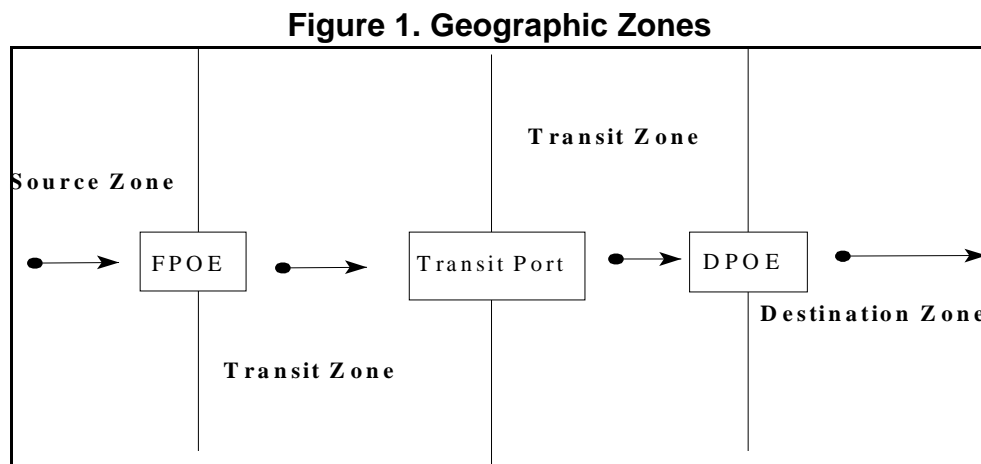 Figure 1. Geographic Zones
Transit Zone
Source Zone
FPOE
Transit Port
DPOE
Destination Zone
Transit Zone